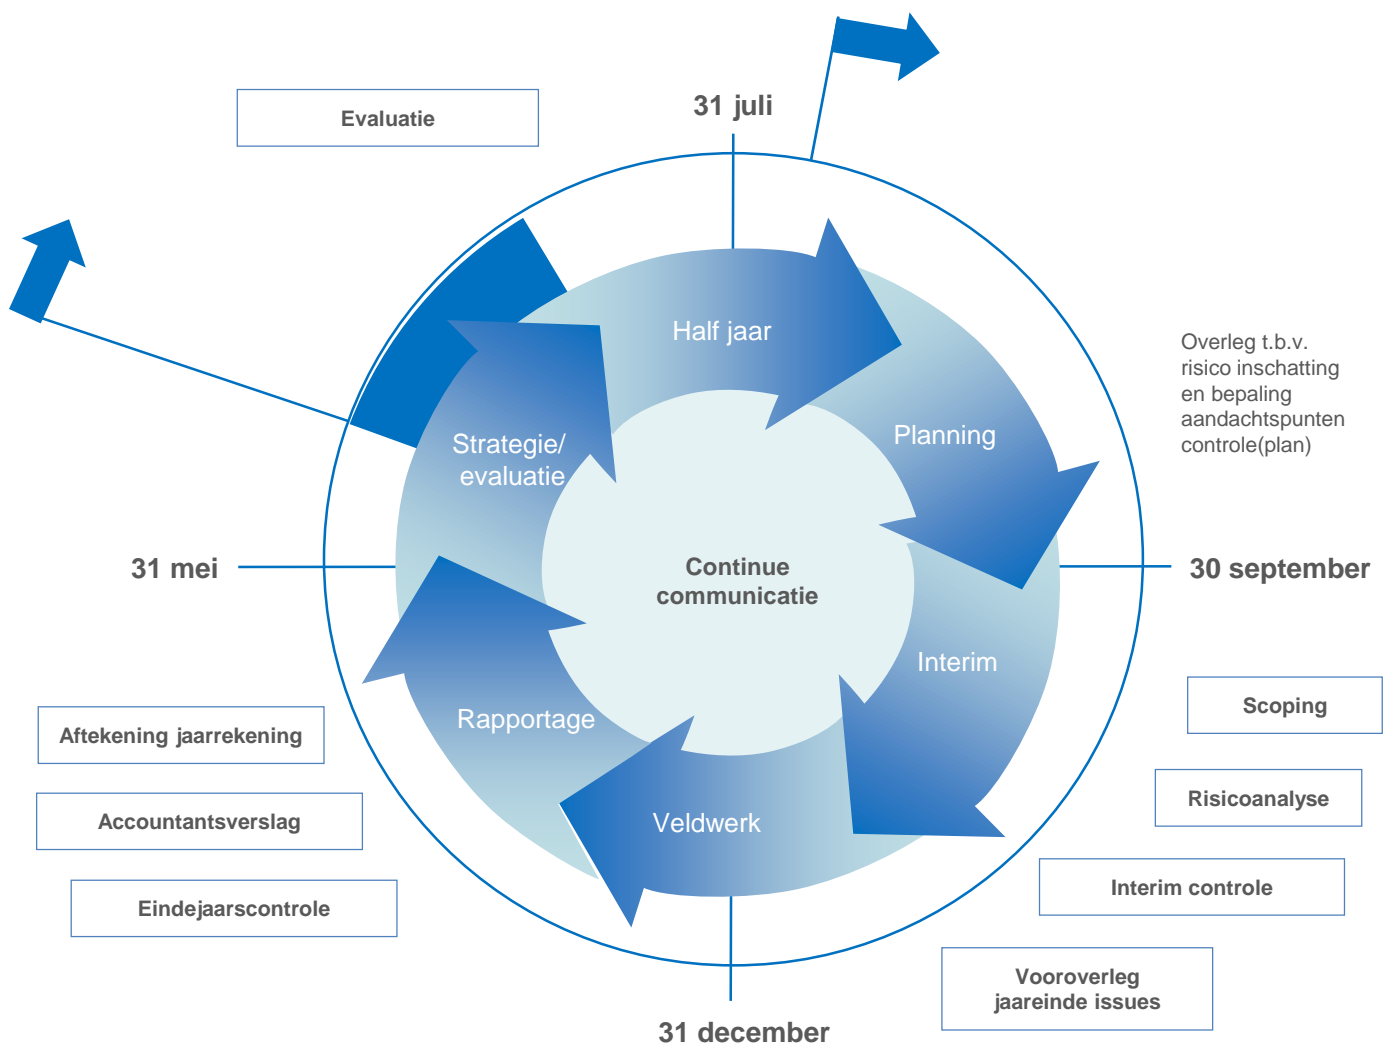 Evaluatie
31 juli
Half jaar
Overleg t.b.v.
risico inschatting
en bepaling
aandachtspunten
controle(plan)
Planning
Strategie/
evaluatie
31 mei
Continue
communicatie
30 september
Interim
Scoping
Rapportage
Aftekening jaarrekening
Risicoanalyse
Accountantsverslag
Veldwerk
Interim controle
Eindejaarscontrole
Vooroverleg
jaareinde issues
31 december